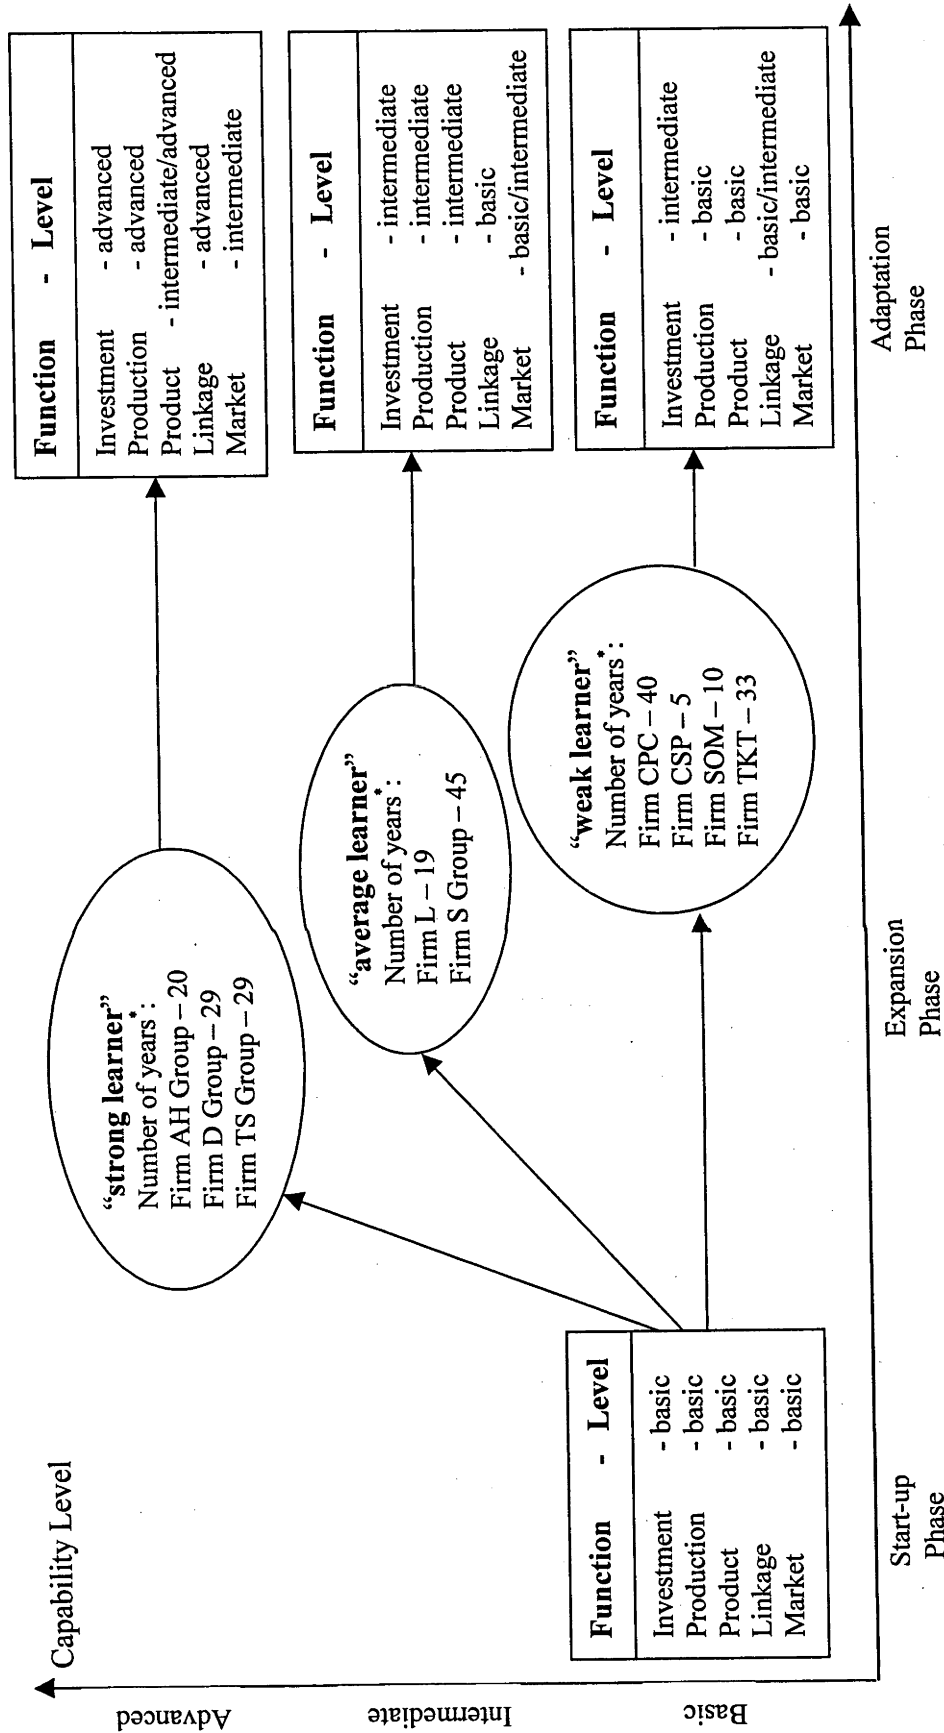 Capability Level
Advanced
Intermediate
Basic
Function - Level
Investment - basic
Production - basic
Product - basic
Linkage - basic
Market - basic
“strong learner”
Number of years*:
Firm AH Group – 20
Firm D Group – 29
Firm TS Group – 29
“average learner”
Number of years*:
Firm L – 19
Firm S Group – 45
“weak learner”
Number of years*:
Firm CPC – 40
Firm CSP – 5
Firm SOM – 10
Firm TKT – 33
Function - Level
Investment - advanced
Production - advanced
Product - intermediate/advanced
Linkage - advanced
Market - intermediate
Function - Level
Investment - intermediate
Production - intermediate
Product - intermediate
Linkage - basic
Market - basic/intermediate
Function - Level
Investment - intermediate
Production - basic
Product - basic
Linkage - basic/intermediate
Market - basic
Start-up
Phase
Expansion
Phase
Adaptation
Phase